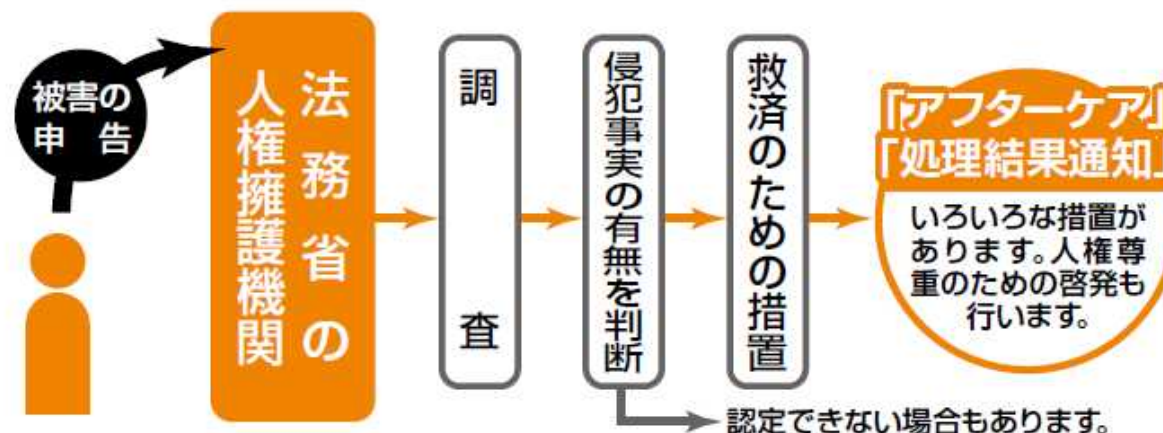 被害の
申告
法務省の
人権擁護機関
調査
侵犯事実の有無を判断
救済のための措置
「アフターケア」
「処理結果通知」
いろいろな措置が
あります。人権尊
重のための啓発も
行います。
認定できない場合もあります。